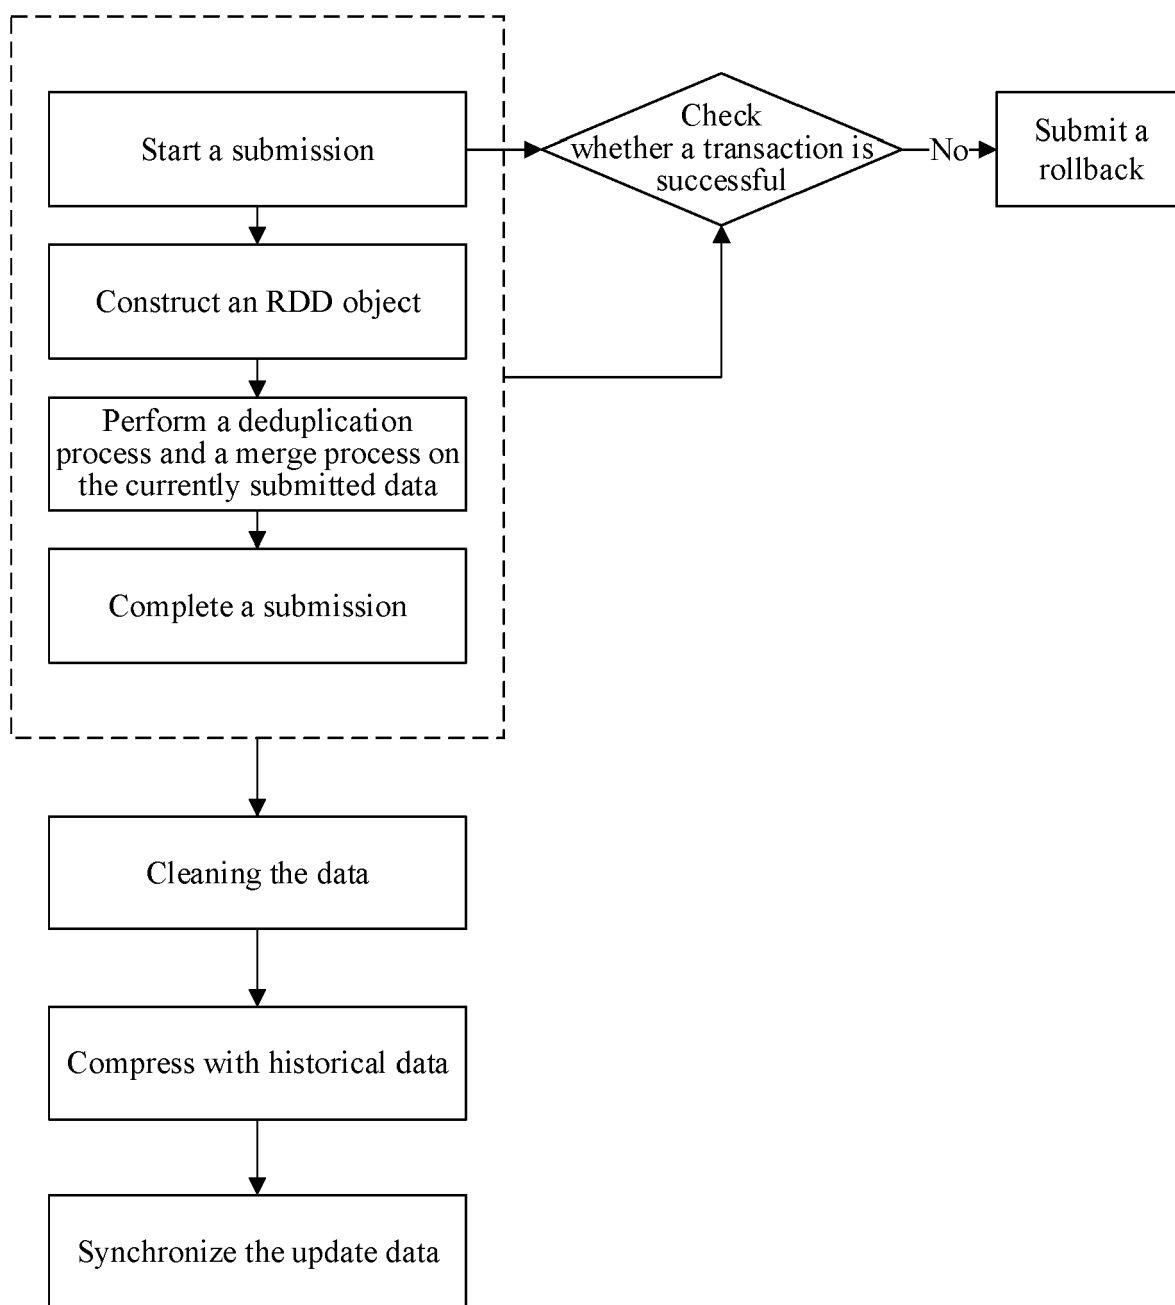 Start a submission
Check
whether a transaction is
successful
No
Submit a
rollback
Construct an RDD object
Perform a deduplication
process and a merge process on
the currently submitted data
Complete a submission
Cleaning the data
Compress with historical data
Synchronize the update data